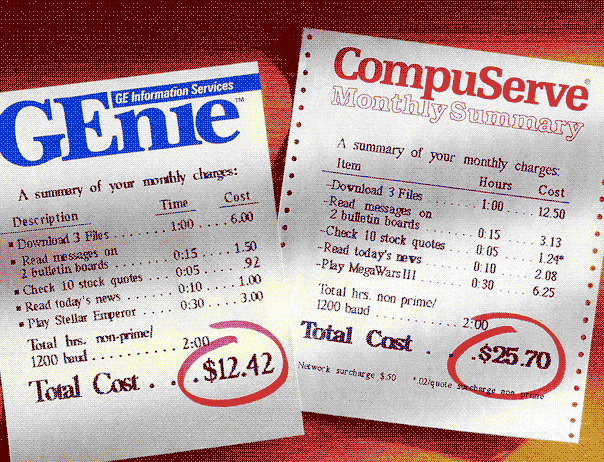 GE Information Services
GEnie™
A summary of your monthly charges:
Description Time Cost
Download 3 Files . . . . . . . . 1:00 . . . . 6.00
Read messages on
2 bulletin boards . . . . . . . 0:15 . . . . 1.50
Check 10 stock quotes . . . . 0:05 . . . . .92
Read today's news . . . . . . 0:10 . . . . 1.00
Play Stellar Emperor . . . . 0:30 . . . . 3.00
Total hrs. non-prime/
1200 baud . . . . . . . . . . . 2:00
Total Cost . . . $12.42
CompuServe®
Monthly Summary
A summary of your monthly charges:
Item Hours Cost
–Download 3 Files . . . . . . . 1:00 . . . . 12.50
–Read messages on
2 bulletin boards . . . . . . . 0:15 . . . . 3.13
–Check 10 stock quotes . . 0:05 . . . . 1.24*
–Read today's news . . . . . 0:10 . . . . 2.08
–Play MegaWars III . . . . . 0:30 . . . . 6.25
Total hrs. non prime/
1200 baud . . . . . . . . . . . 2:00
Total Cost . . . $25.70
Network surcharge $.50 *.02/quote surcharge non prime